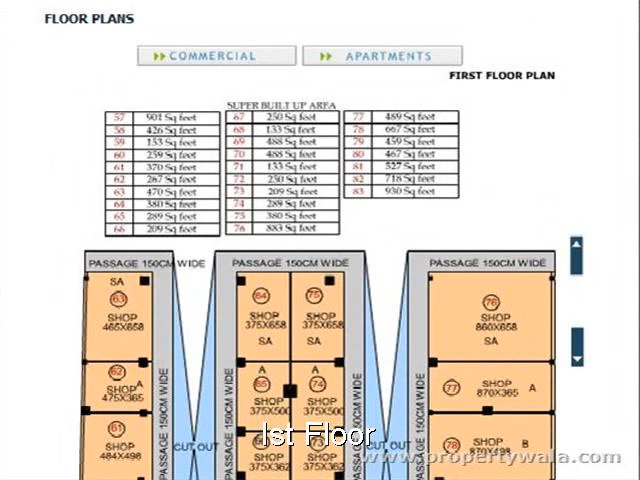 FLOOR PLANS
COMMERCIAL
APARTMENTS
FIRST FLOOR PLAN
SUPER BUILT UP AREA
57 901 Sq feet
58 426 Sq feet
59 153 Sq feet
60 259 Sq feet
61 370 Sq feet
62 267 Sq feet
63 470 Sq feet
64 380 Sq feet
65 289 Sq feet
66 209 Sq feet
67 250 Sq feet
68 133 Sq feet
69 488 Sq feet
70 488 Sq feet
71 133 Sq feet
72 250 Sq feet
73 209 Sq feet
74 289 Sq feet
75 380 Sq feet
76 883 Sq feet
77 489 Sq feet
78 667 Sq feet
79 459 Sq feet
80 467 Sq feet
81 527 Sq feet
82 718 Sq feet
83 930 Sq feet
PASSAGE 150CM WIDE
PASSAGE 150CM WIDE
PASSAGE 150CM WIDE
SA
63
SHOP
465X658
62
A
SHOP
475X365
61
SHOP
484X498
PASSAGE 150CM WIDE
CUT OUT
PASSAGE 150CM WIDE
64
SHOP
375X658
SA
75
SHOP
375X658
SA
A
65
SHOP
375X500
A
74
SHOP
375X500
SHOP
375X362
73
SHOP
375X362
PASSAGE 150CM WIDE
CUT OUT
PASSAGE 150CM WIDE
76
SHOP
860X658
SA
77
SHOP
870X365
A
78
SHOP
870X498
B
Ist Floor
www.propertywala.com